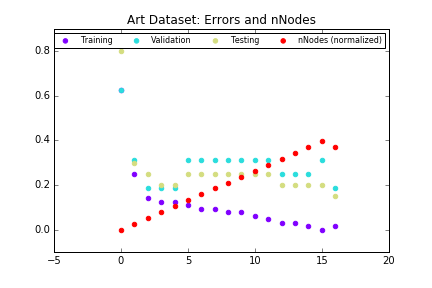 Art Dataset: Errors and nNodes
Training Validation Testing nNodes (normalized)
0.8
0.6
0.4
0.2
0.0
−5 0 5 10 15 20